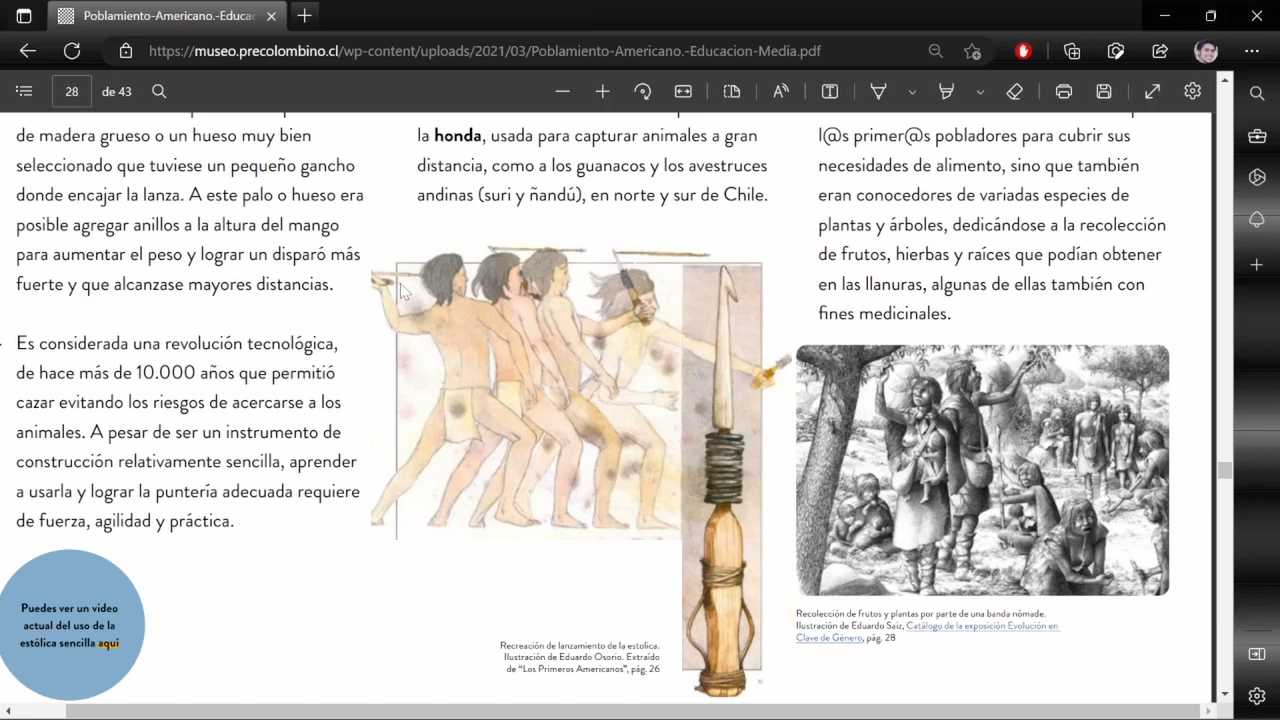 Poblamiento-Americano.-Educac
https://museo.precolombino.cl/wp-content/uploads/2021/03/Poblamiento-Americano.-Educacion-Media.pdf
28 de 43
de madera grueso o un hueso muy bien
seleccionado que tuviese un pequeño gancho
donde encajar la lanza. A este palo o hueso era
posible agregar anillos a la altura del mango
para aumentar el peso y lograr un disparó más
fuerte y que alcanzase mayores distancias.
Es considerada una revolución tecnológica,
de hace más de 10.000 años que permitió
cazar evitando los riesgos de acercarse a los
animales. A pesar de ser un instrumento de
construcción relativamente sencilla, aprender
a usarla y lograr la puntería adecuada requiere
de fuerza, agilidad y práctica.
Puedes ver un video
actual del uso de la
estólica sencilla aquí
la honda, usada para capturar animales a gran
distancia, como a los guanacos y los avestruces
andinas (suri y ñandú), en norte y sur de Chile.
Recreación de lanzamiento de la estolica.
Ilustración de Eduardo Osorio. Extraído
de "Los Primeros Americanos", pág. 26
l@s primer@s pobladores para cubrir sus
necesidades de alimento, sino que también
eran conocedores de variadas especies de
plantas y árboles, dedicándose a la recolección
de frutos, hierbas y raíces que podían obtener
en las llanuras, algunas de ellas también con
fines medicinales.
Recolección de frutos y plantas por parte de una banda nómade.
Ilustración de Eduardo Saiz, Catálogo de la exposición Evolución en
Clave de Género, pág. 28